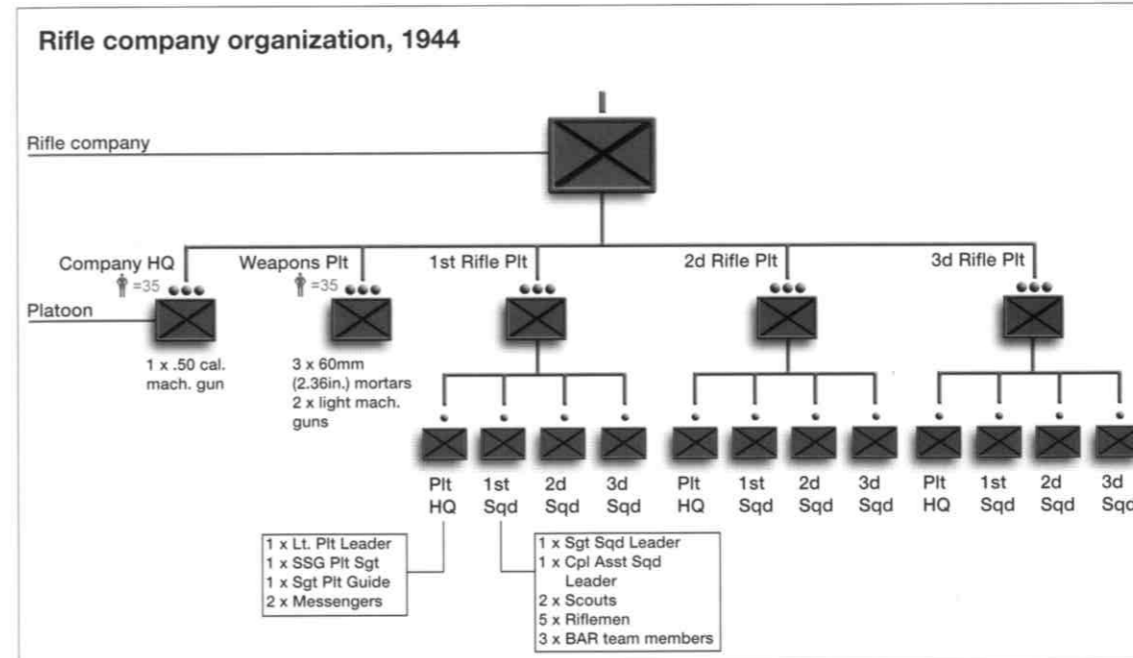 Rifle company organization, 1944
Rifle company
Company HQ
=35
Weapons Plt
=35
1st Rifle Plt
2d Rifle Plt
3d Rifle Plt
Platoon
1 x .50 cal.
mach. gun
3 x 60mm
(2.36in.) mortars
2 x light mach.
guns
Plt
HQ
1st
Sqd
2d
Sqd
3d
Sqd
Plt
HQ
1st
Sqd
2d
Sqd
3d
Sqd
Plt
HQ
1st
Sqd
2d
Sqd
3d
Sqd
1 x Lt. Plt Leader
1 x SSG Plt Sgt
1 x Sgt Plt Guide
2 x Messengers
1 x Sgt Sqd Leader
1 x Cpl Asst Sqd
Leader
2 x Scouts
5 x Riflemen
3 x BAR team members